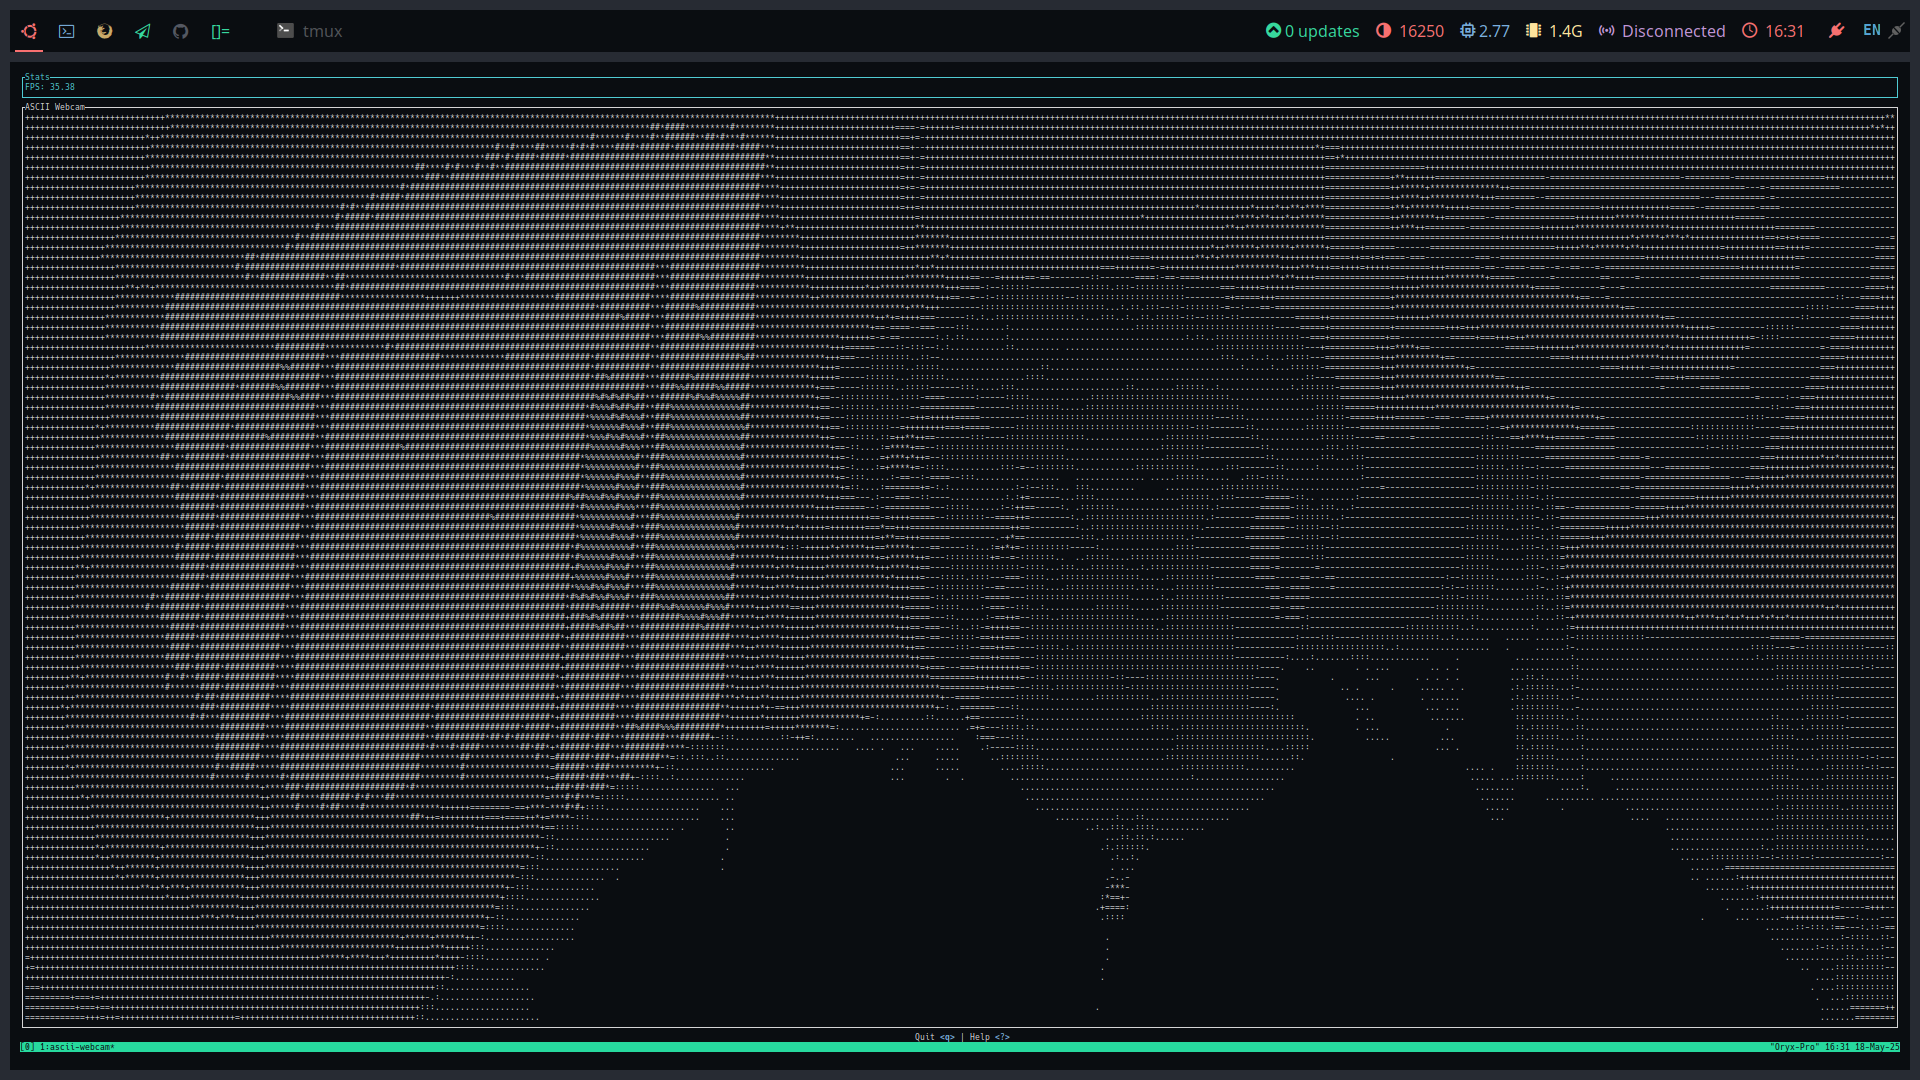 []= tmux 0 updates 16250 2.77 1.4G Disconnected 16:31 EN
Stats
FPS: 35.38
ASCII Webcam
Quit <q> | Help <?>
[0] 1:ascii-webcam* "Oryx-Pro" 16:31 18-May-25